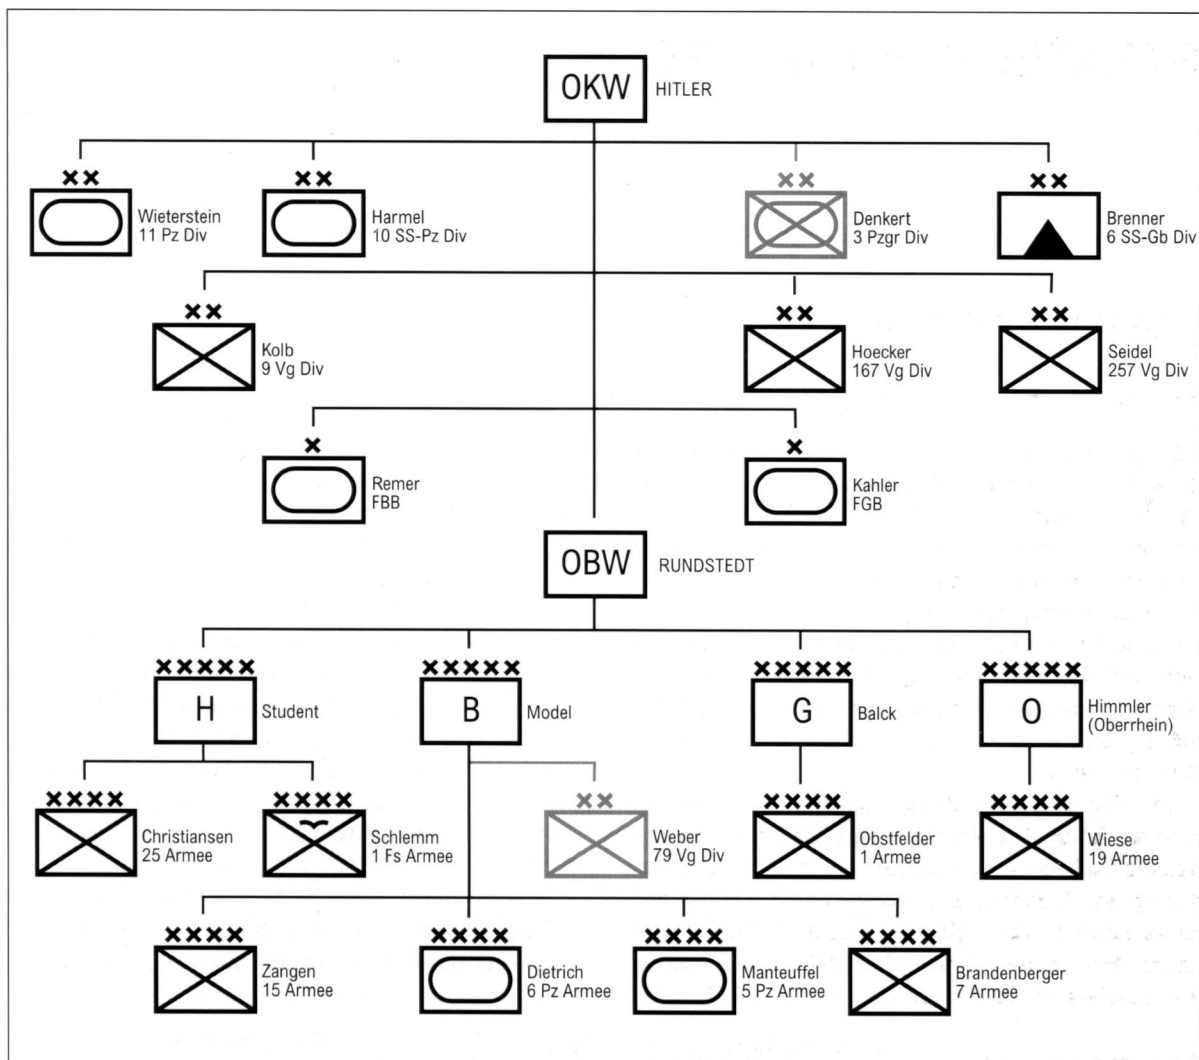 OKW
HITLER
Wieterstein
11 Pz Div
Harmel
10 SS-Pz Div
Denkert
3 Pzgr Div
Brenner
6 SS-Gb Div
Kolb
9 Vg Div
Hoecker
167 Vg Div
Seidel
257 Vg Div
Remer
FBB
Kahler
FGB
OBW
RUNDSTEDT
H
Student
B
Model
G
Balck
O
Himmler
(Oberrhein)
Christiansen
25 Armee
Schlemm
1 Fs Armee
Weber
79 Vg Div
Obstfelder
1 Armee
Wiese
19 Armee
Zangen
15 Armee
Dietrich
6 Pz Armee
Manteuffel
5 Pz Armee
Brandenberger
7 Armee